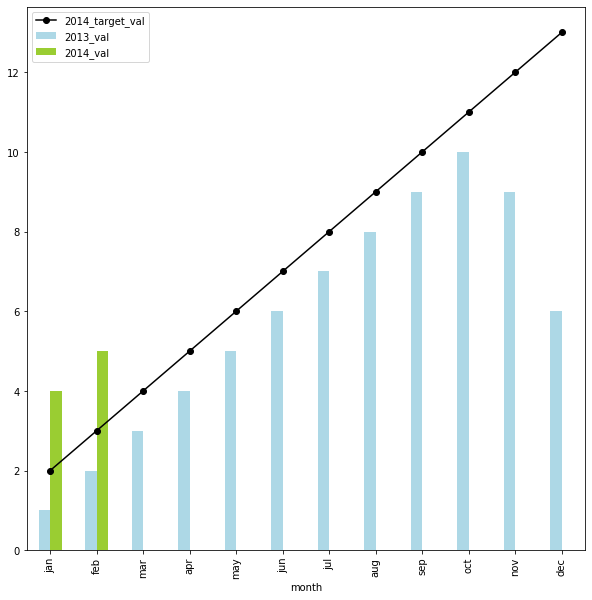 2014_target_val
2013_val
2014_val
12
10
8
6
4
2
0
jan
feb
mar
apr
may
jun
jul
aug
sep
oct
nov
dec
month